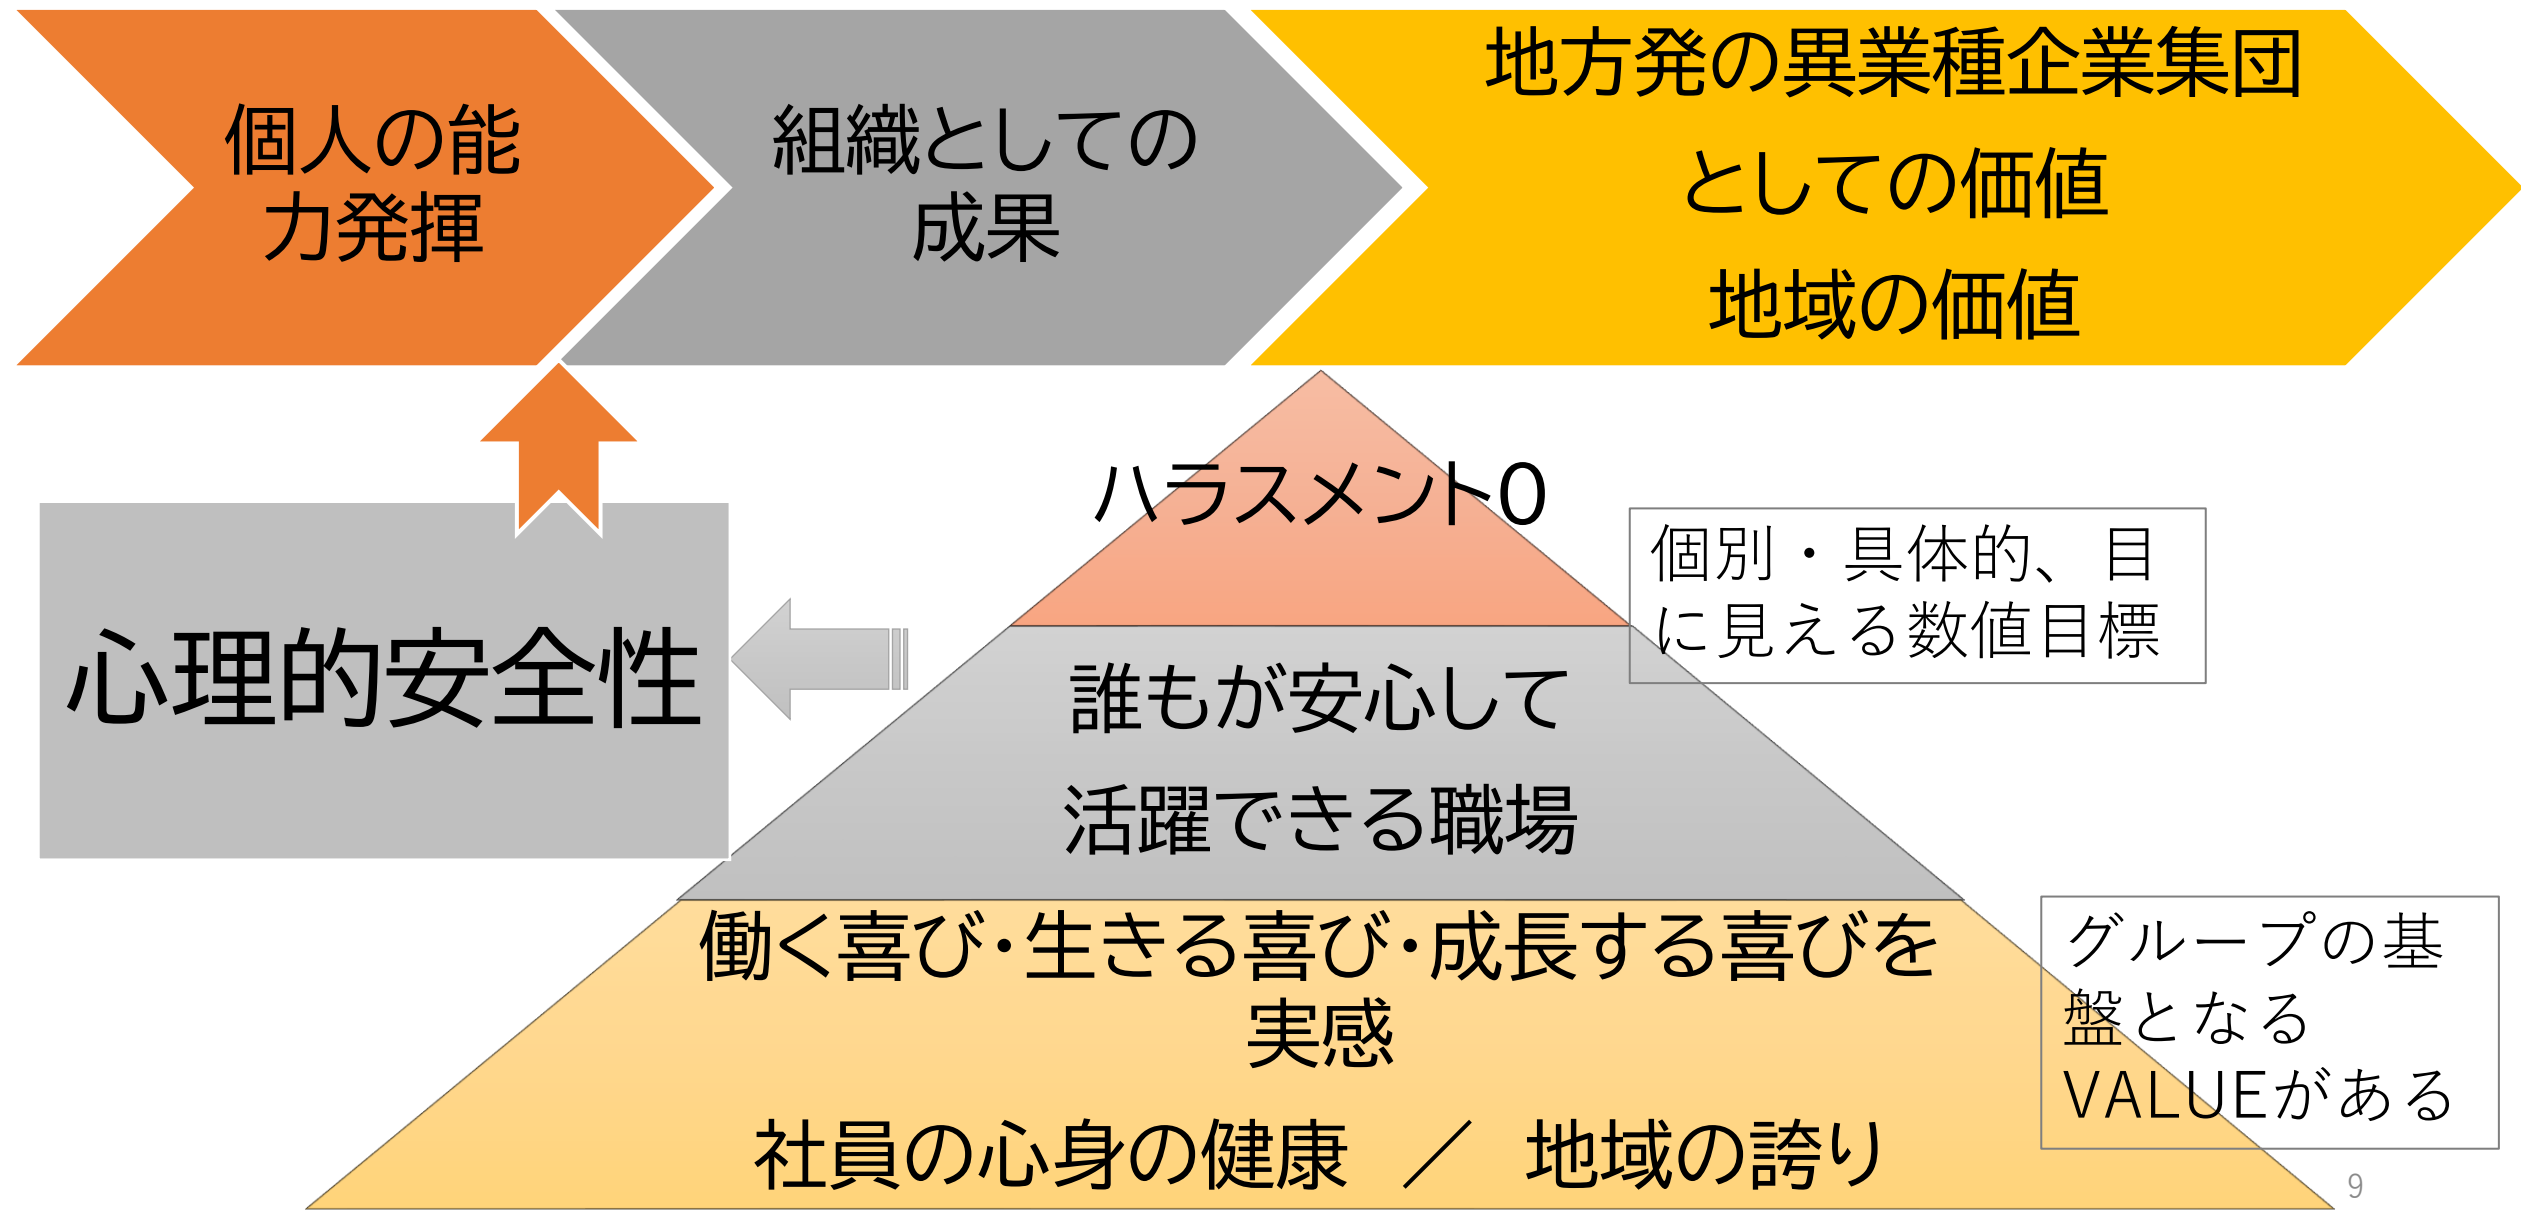 個人の能
力発揮
組織としての
成果
地方発の異業種企業集団
としての価値
地域の価値
心理的安全性
ハラスメント0
個別・具体的、目
に見える数値目標
誰もが安心して
活躍できる職場
働く喜び・生きる喜び・成長する喜びを
実感
社員の心身の健康　／　地域の誇り
グループの基
盤となる
VALUEがある
9